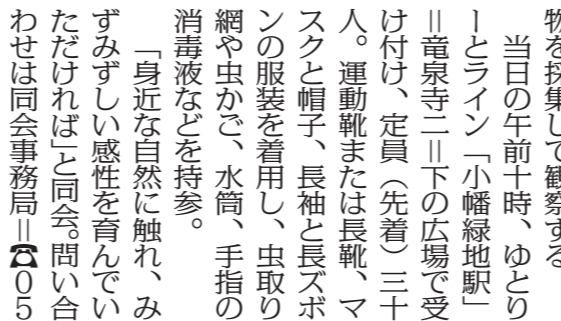 物を採集して観察する。
当日の午前十時、ゆとり
ーとライン「小幡緑地駅」
＝竜泉寺二＝下の広場で受
け付け、定員（先着）三十
人。運動靴または長靴、マ
スクと帽子、長袖と長ズボ
ンの服装を着用し、虫取り
網や虫かご、水筒、手指の
消毒液などを持参。
「身近な自然に触れ、み
ずみずしい感性を育んでい
ただければ」と同会。問い合
わせは同会事務局＝☎０５